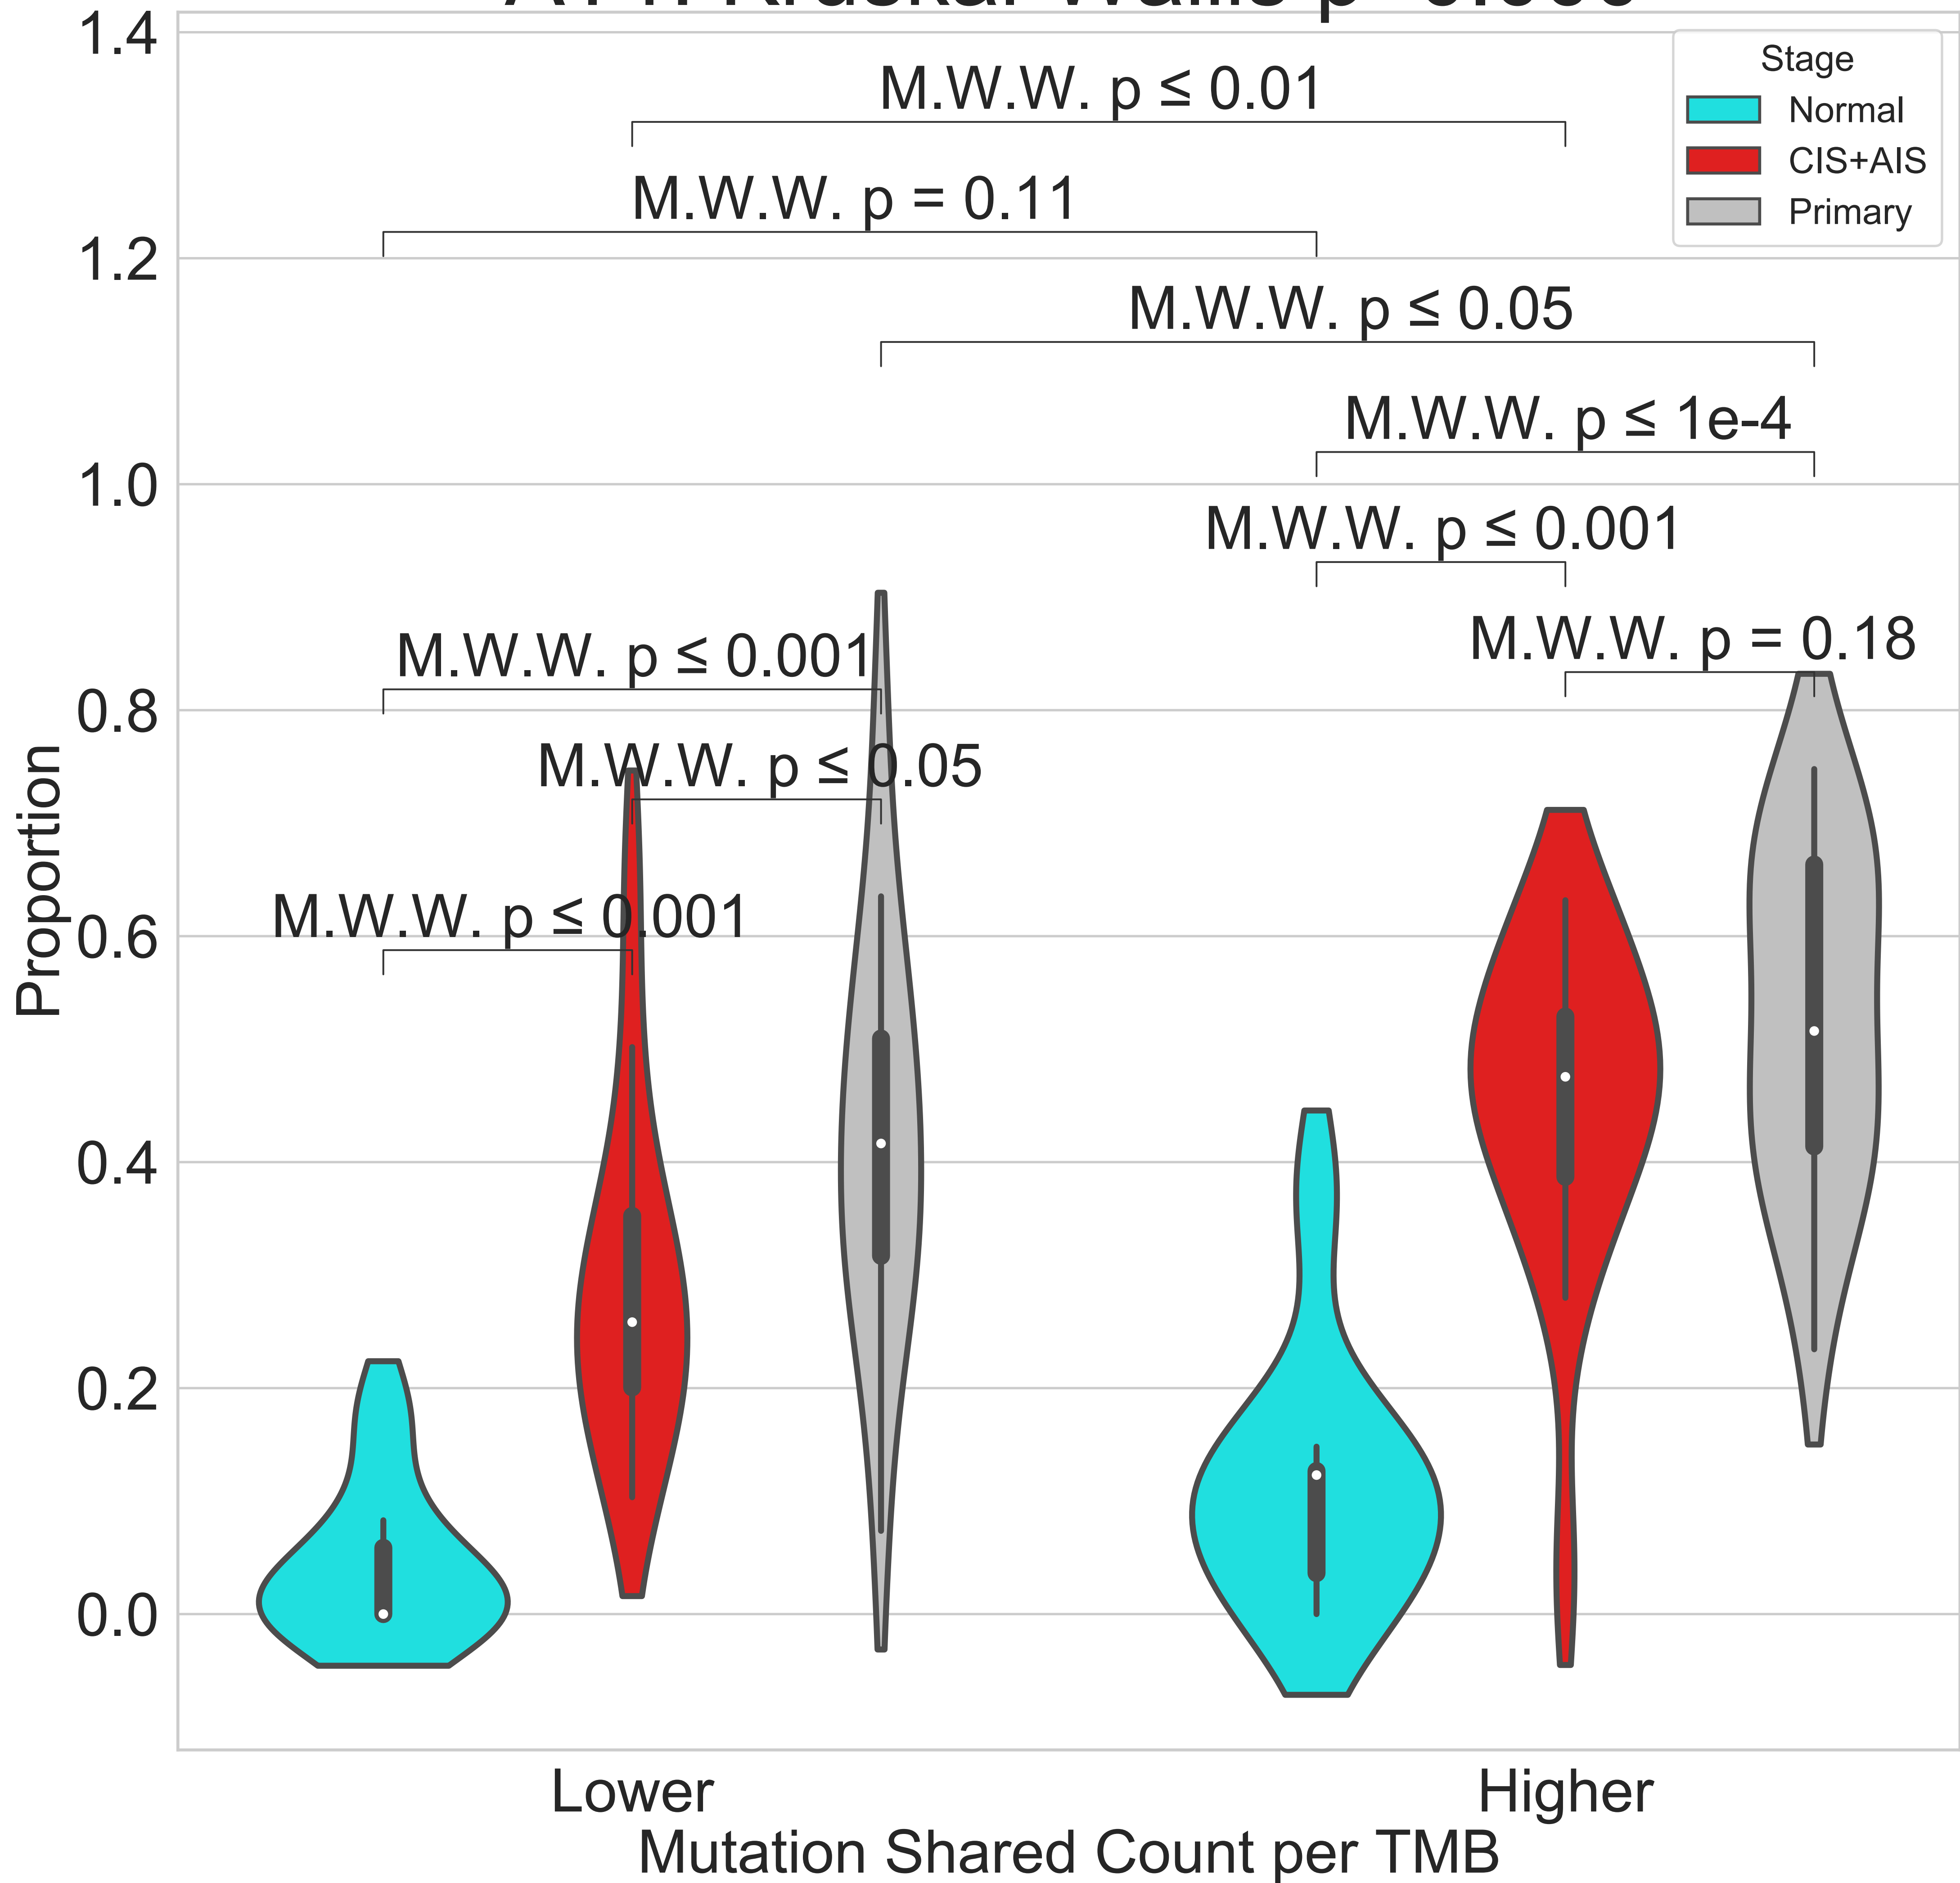 1.4
1.2
1.0
0.8
0.6
0.4
0.2
0.0
Proportion
Stage
Normal
CIS+AIS
Primary
M.W.W. p ≤ 0.01
M.W.W. p = 0.11
M.W.W. p ≤ 0.05
M.W.W. p ≤ 1e-4
M.W.W. p ≤ 0.001
M.W.W. p = 0.18
M.W.W. p ≤ 0.001
M.W.W. p ≤ 0.05
M.W.W. p ≤ 0.001
Lower
Higher
Mutation Shared Count per TMB